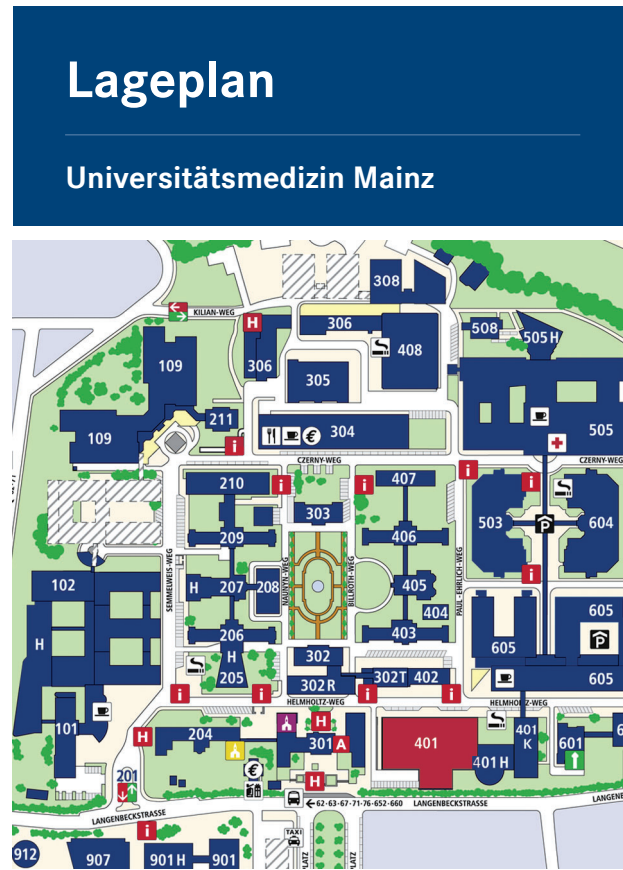 Lageplan
Universitätsmedizin Mainz
308
KILIAN-WEG
H
306
306
408
508
505 H
109
305
109
211
304
€
505
i
CZERNY-WEG
CZERNY-WEG
210
i
i
407
i
i
303
503
P
604
209
406
SEMMELWEIS-WEG
NAUNYN-WEG
BILLROTH-WEG
PAUL-EHRLICH-WEG
102
H
207
208
405
i
404
605
H
206
403
605
P
H
205
302
302 R
302T
402
605
i
i
i
i
HELMHOLTZ-WEG
HELMHOLTZ-WEG
101
H
204
H
301
A
401
401 H
401
K
601
201
€
H
62·63·67·71·76·652·660
LANGENBECKSTRASSE
LANGENBECKSTRASSE
i
TAXI
912
907
901 H
901
PLATZ
PLATZ